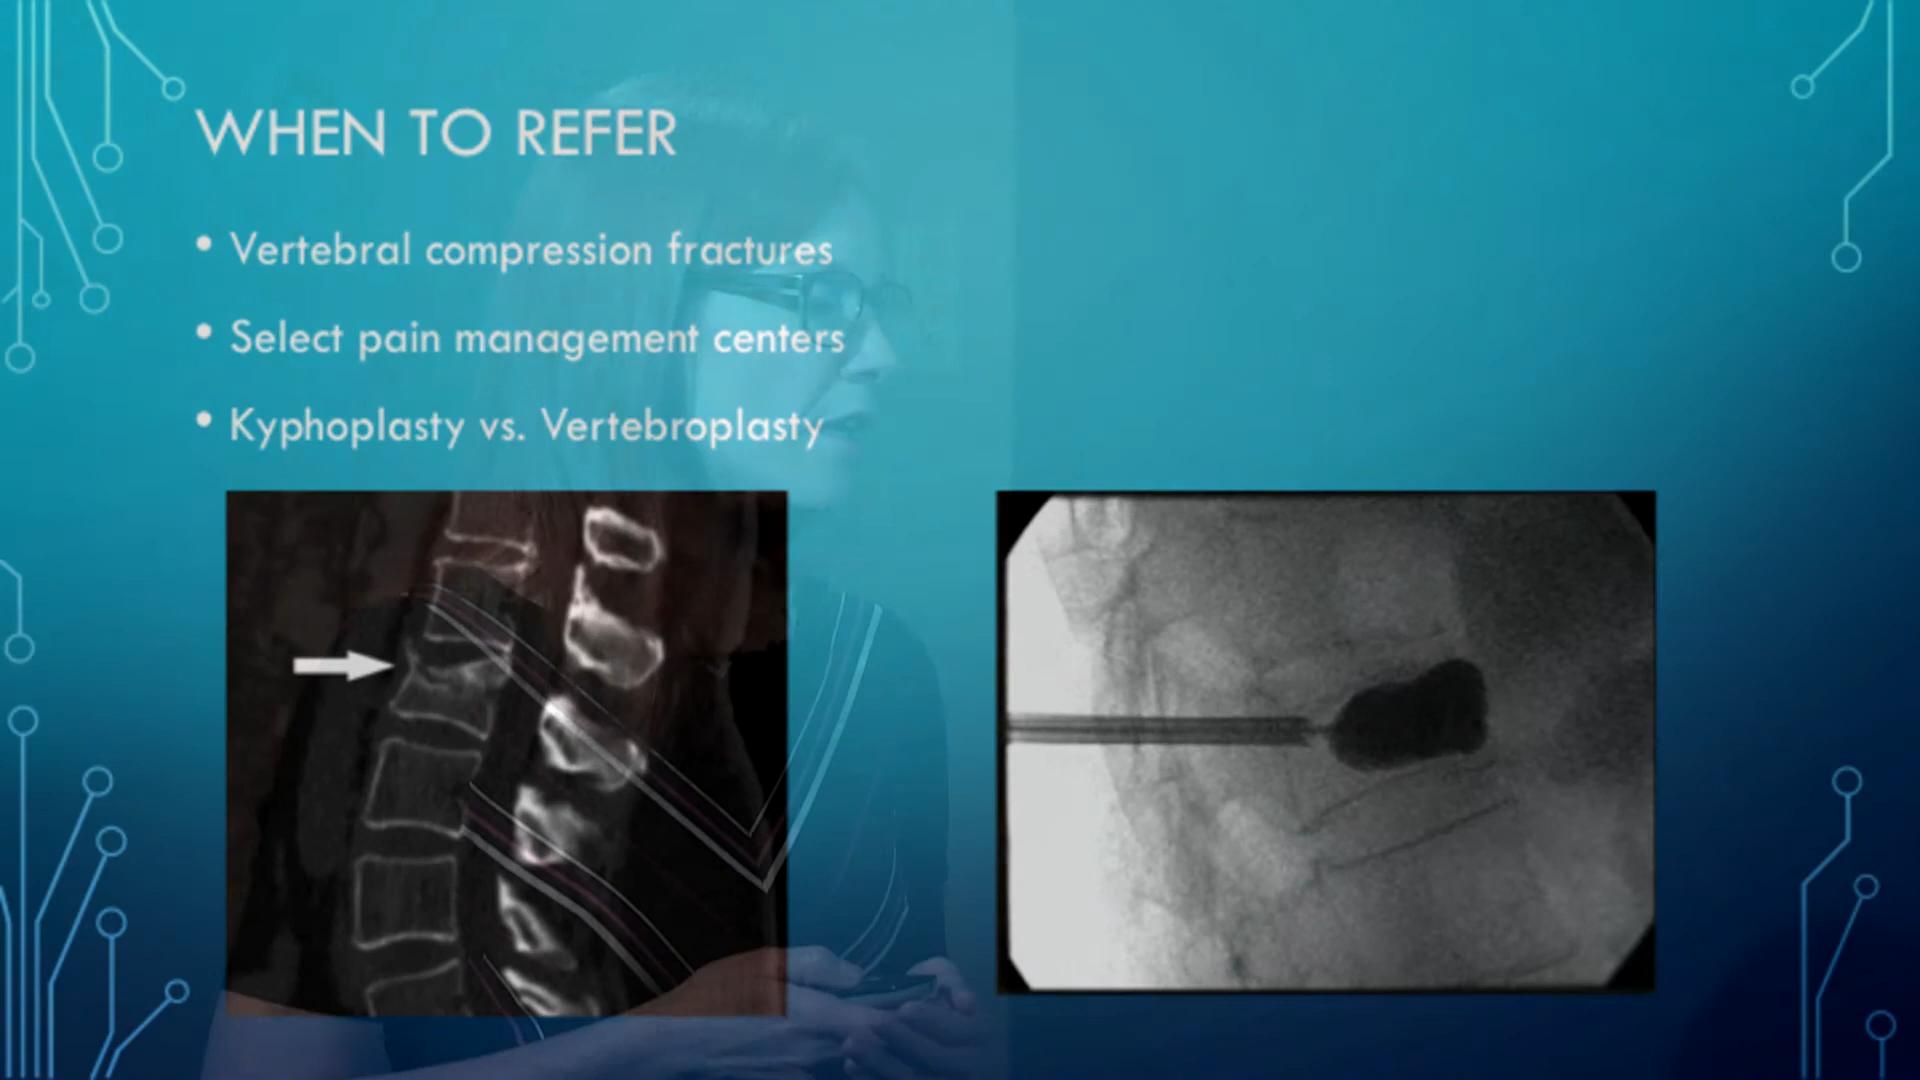 WHEN TO REFER
• Vertebral compression fractures
• Select pain management centers
• Kyphoplasty vs. Vertebroplasty